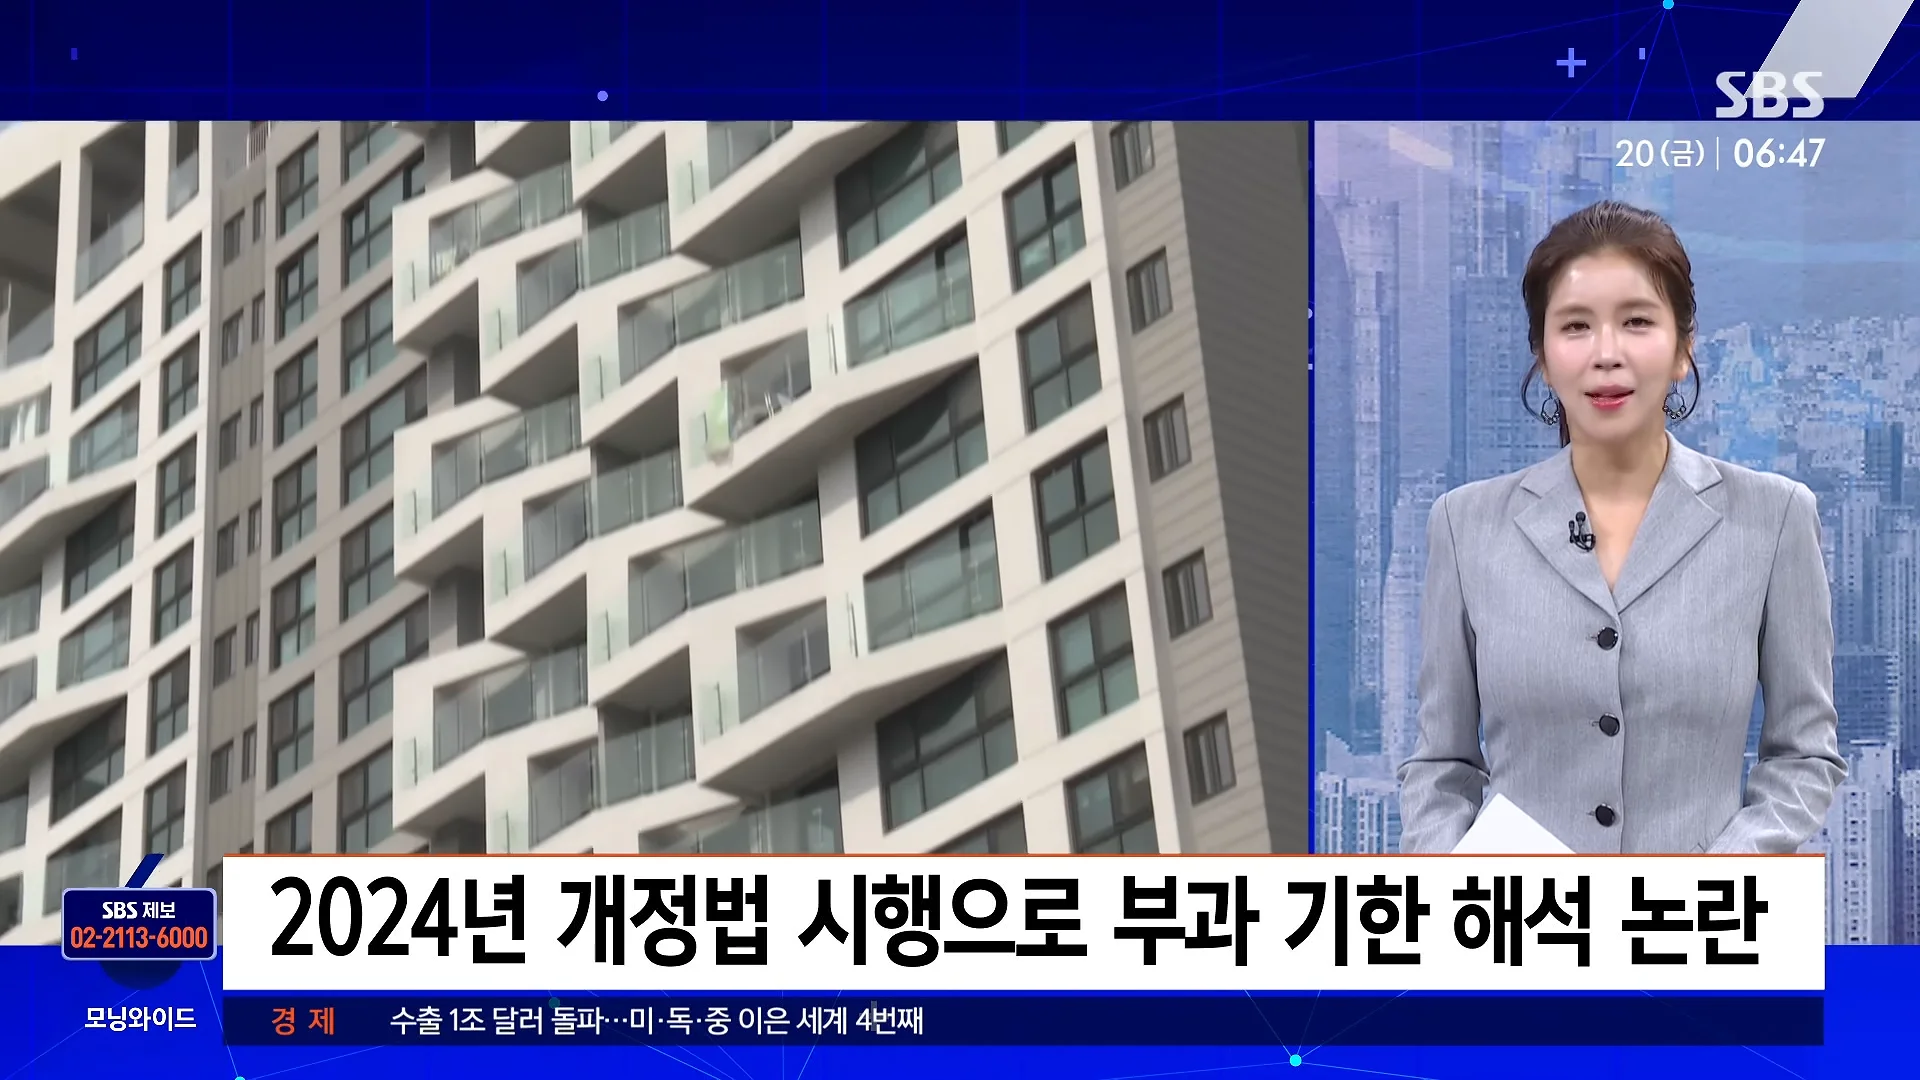 SBS
20(금) | 06:47
2024년 개정법 시행으로 부과 기한 해석 논란
SBS 제보
02-2113-6000
모닝와이드
경 제 수출 1조 달러 돌파…미·독·중 이은 세계 4번째